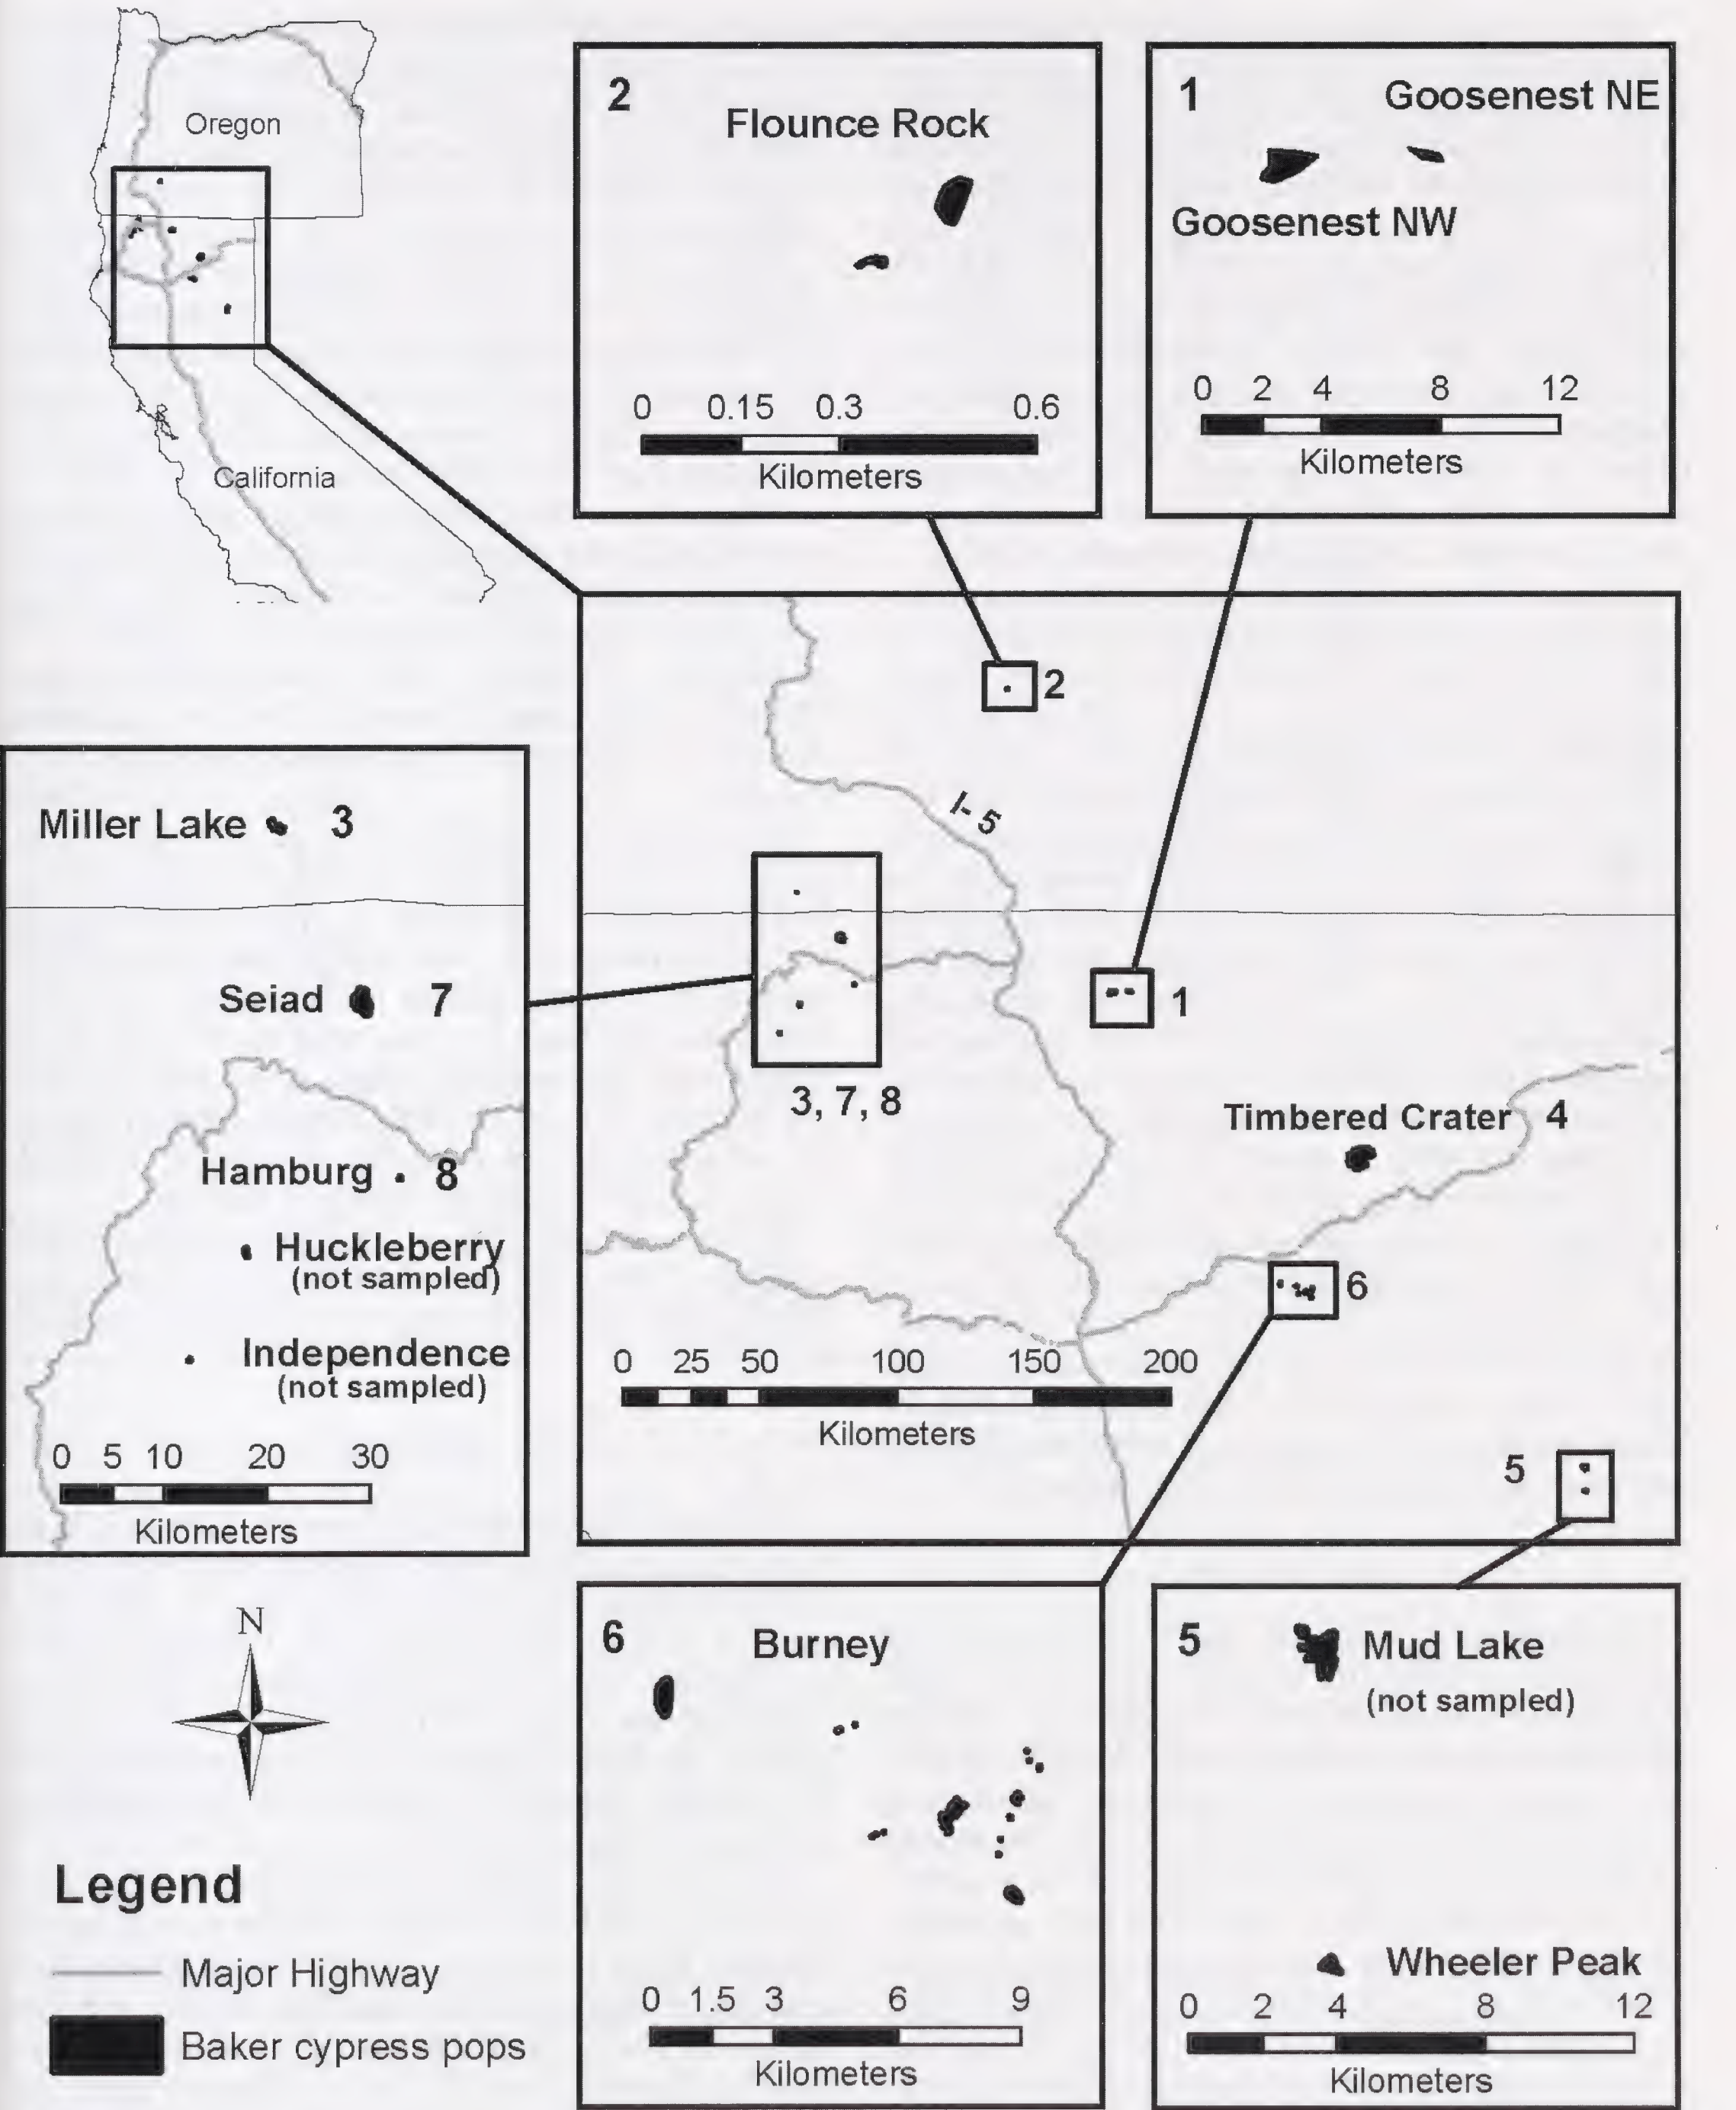 Oregon
California
2
Flounce Rock
0 0.15 0.3 0.6
Kilometers
1
Goosenest NE
Goosenest NW
0 2 4 8 12
Kilometers
2
I-5
1
3, 7, 8
Timbered Crater 4
6
5
0 25 50 100 150 200
Kilometers
Miller Lake 3
Seiad 7
Hamburg 8
Huckleberry
(not sampled)
Independence
(not sampled)
0 5 10 20 30
Kilometers
N
Legend
Major Highway
Baker cypress pops
6
Burney
0 1.5 3 6 9
Kilometers
5
Mud Lake
(not sampled)
Wheeler Peak
0 2 4 8 12
Kilometers